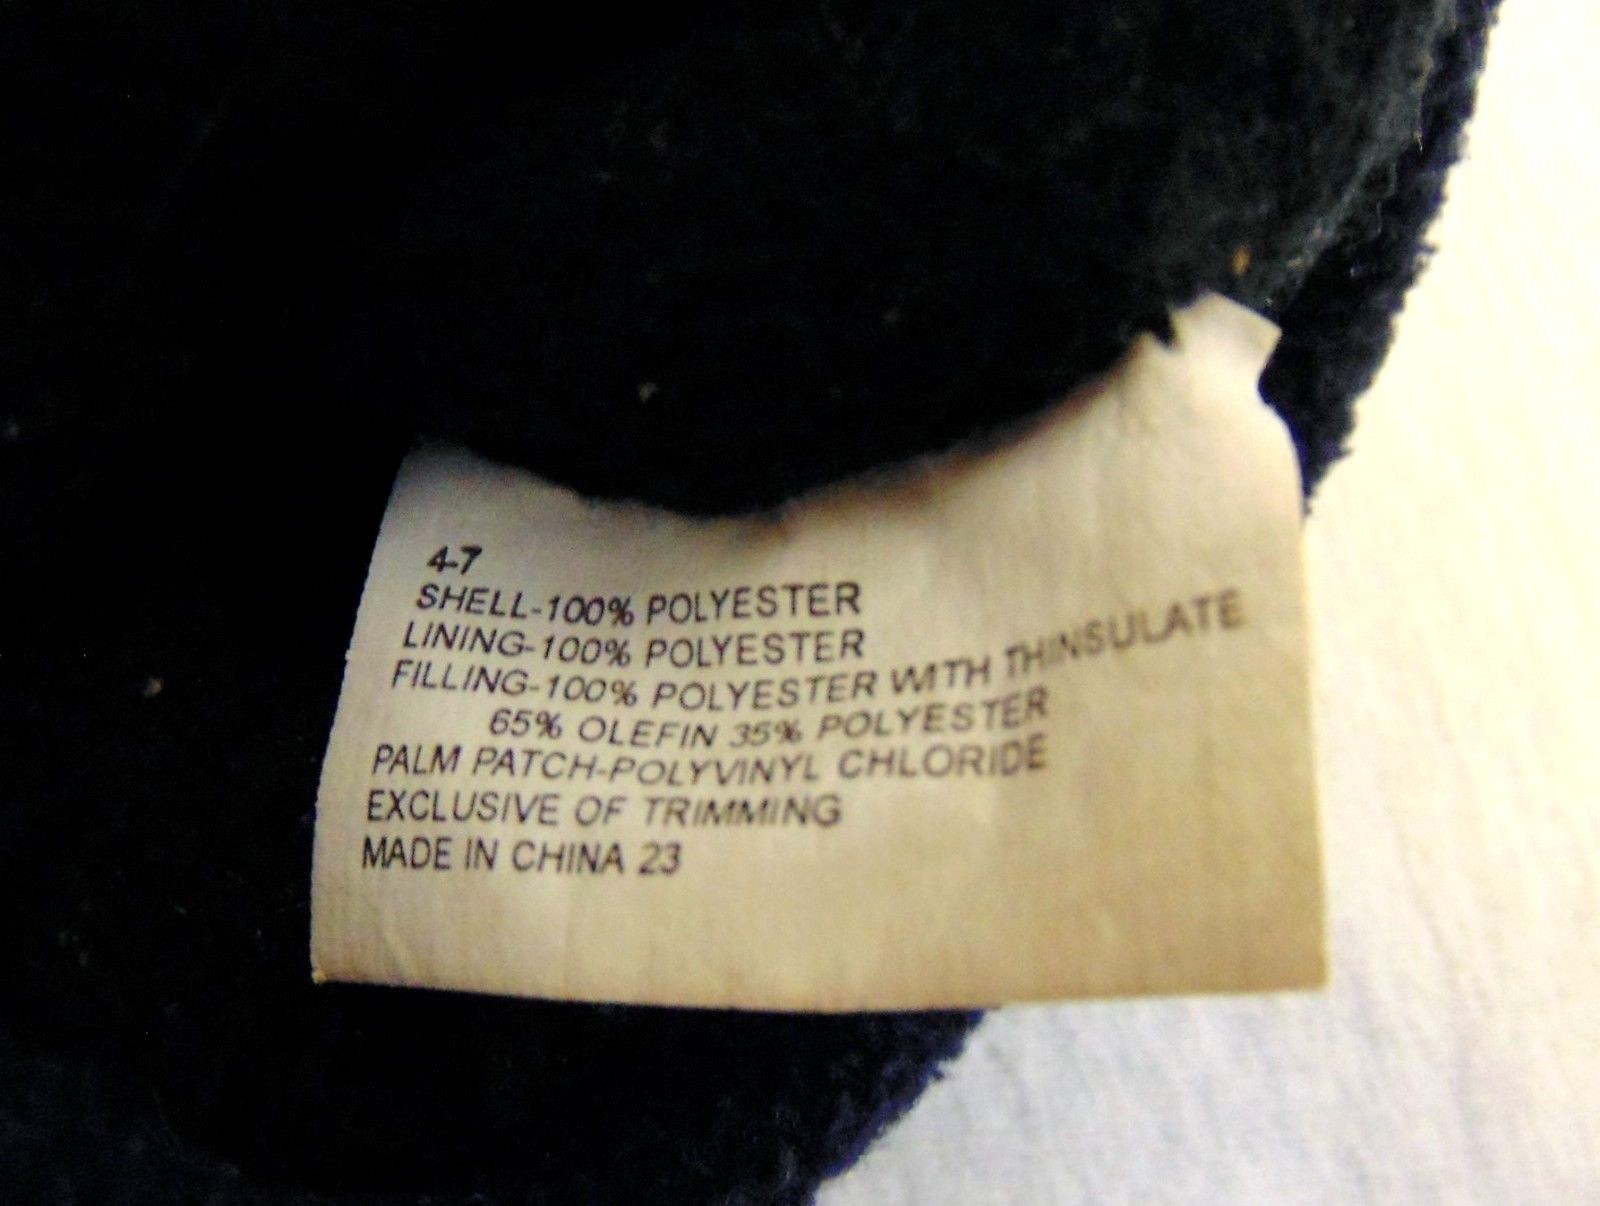 4-7
SHELL-100% POLYESTER
LINING-100% POLYESTER
FILLING-100% POLYESTER WITH THINSULATE
65% OLEFIN 35% POLYESTER
PALM PATCH-POLYVINYL CHLORIDE
EXCLUSIVE OF TRIMMING
MADE IN CHINA 23